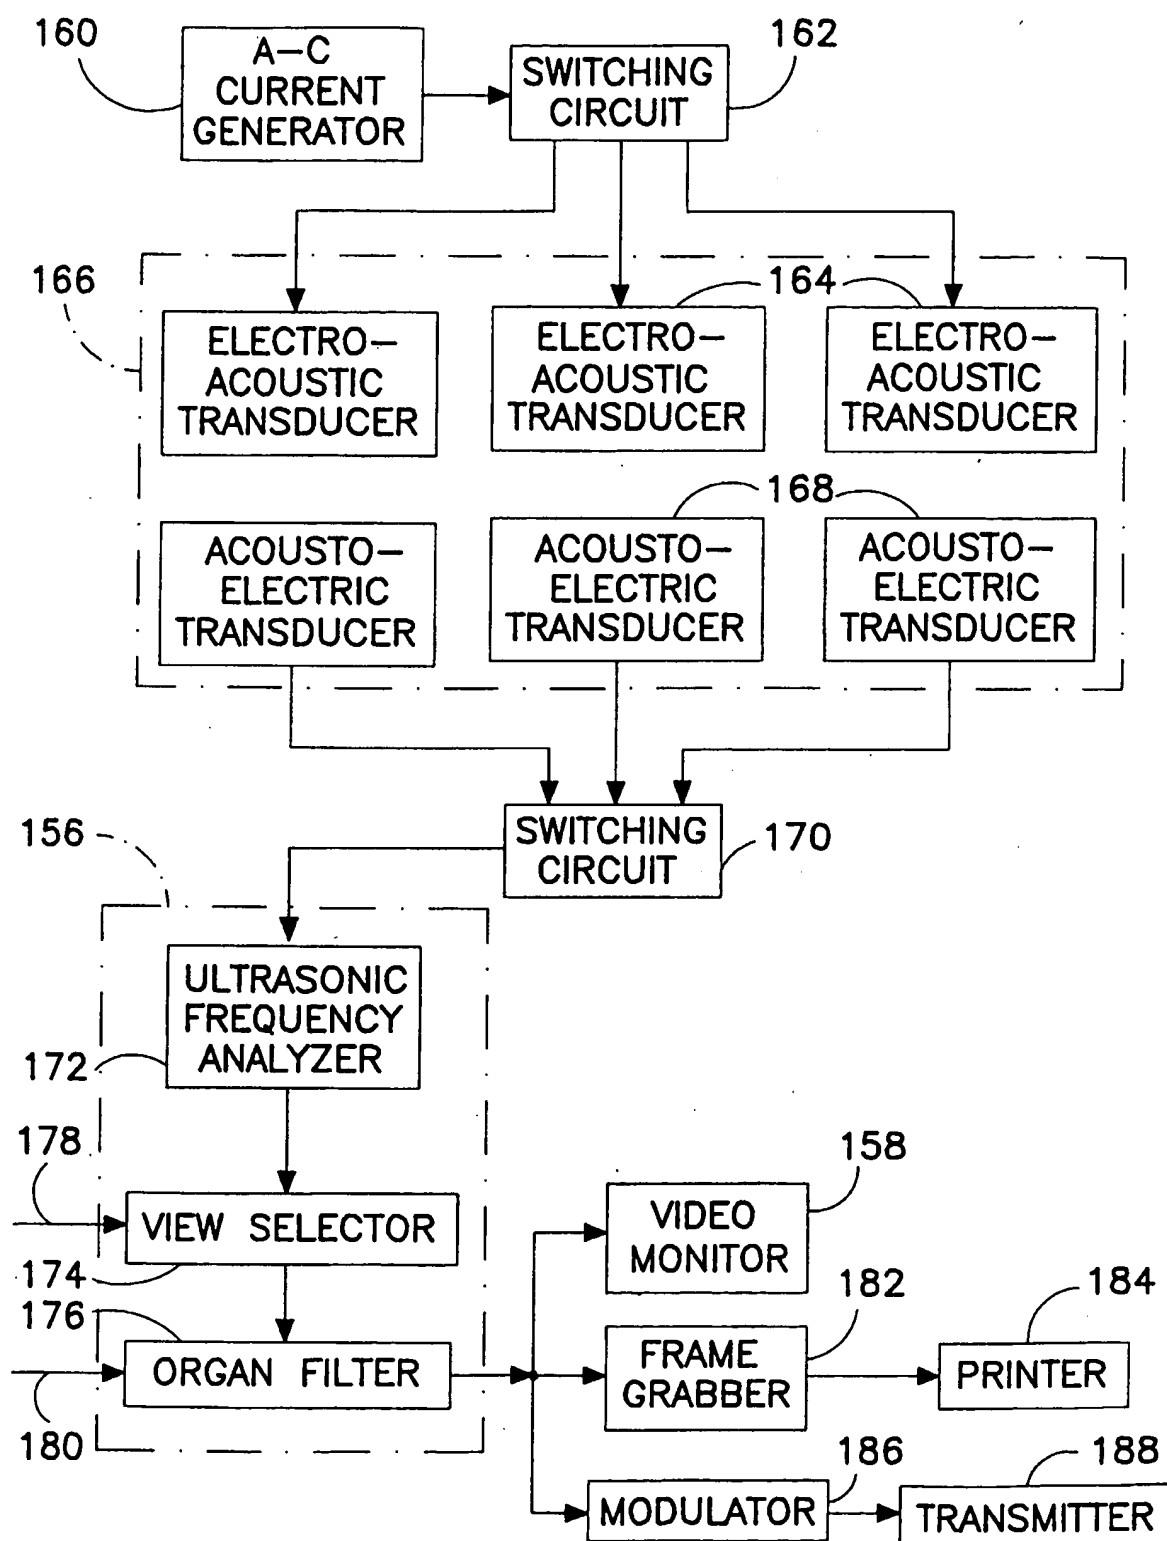 160
A-C
CURRENT
GENERATOR
SWITCHING
CIRCUIT
162
166
164
ELECTRO-
ACOUSTIC
TRANSDUCER
ELECTRO-
ACOUSTIC
TRANSDUCER
ELECTRO-
ACOUSTIC
TRANSDUCER
168
ACOUSTO-
ELECTRIC
TRANSDUCER
ACOUSTO-
ELECTRIC
TRANSDUCER
ACOUSTO-
ELECTRIC
TRANSDUCER
156
SWITCHING
CIRCUIT
170
ULTRASONIC
FREQUENCY
ANALYZER
172
178
VIEW SELECTOR
174
176
ORGAN FILTER
180
158
VIDEO
MONITOR
182
FRAME
GRABBER
184
PRINTER
186
MODULATOR
188
TRANSMITTER